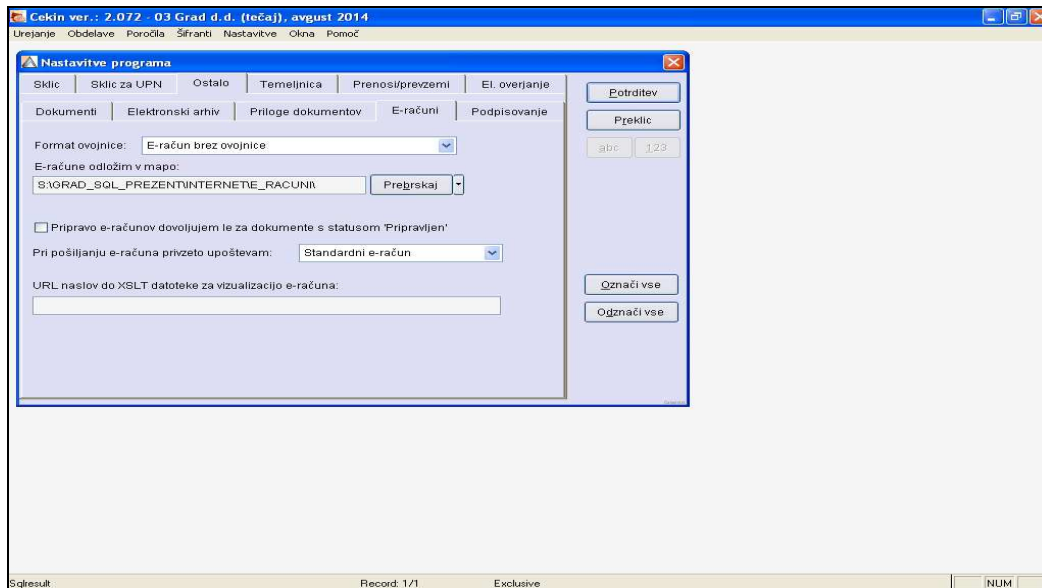 Cekin ver.: 2.072 - 03 Grad d.d. (tečaj), avgust 2014
Urejanje Obdelave Poročila Šifranti Nastavitve Okna Pomoč
Nastavitve programa
Sklic Sklic za UPN Ostalo Temeljnica Prenosi/prevzemi El. overjanje
Potrditev
Dokumenti Elektronski arhiv Priloge dokumentov E-računi Podpisovanje
Preklic
Format ovojnice: E-račun brez ovojnice
abc 123
E-račune odložim v mapo:
S:\GRAD_SQL_PREZENT\INTERNET\E_RACUNI\ Prebrskaj
Pripravo e-računov dovoljujem le za dokumente s statusom 'Pripravljen'
Pri pošiljanju e-računa privzeto upoštevam: Standardni e-račun
URL naslov do XSLT datoteke za vizualizacijo e-računa:
Označi vse
Odznači vse
Sqlresult Record: 1/1 Exclusive NUM